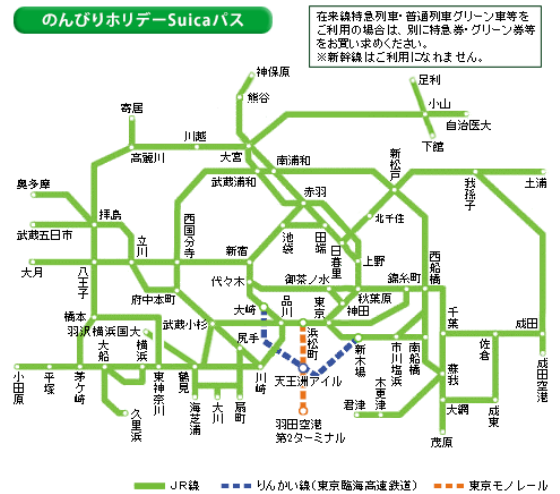 のんびりホリデーSuicaパス
在来線特急列車・普通列車グリーン車等を
ご利用の場合は、別に特急券・グリーン券等
をお買い求めください。
※新幹線はご利用になれません。
神保原
熊谷
足利
小山
自治医大
下館
寄居
川越
高麗川
大宮
南浦和
新松戸
武蔵浦和
我孫子
土浦
奥多摩
赤羽
北千住
拝島
西国分寺
武蔵五日市
立川
池袋
田端
日暮里
上野
西船橋
大月
新宿
八王子
代々木
御茶ノ水
錦糸町
府中本町
秋葉原
大崎
品川
東京
神田
千葉
成田
橋本
羽沢横浜国大
武蔵小杉
尻手
浜松町
新木場
市川塩浜
南船橋
佐倉
大船
横浜
蘇我
成田空港
小田原
平塚
茅ヶ崎
東神奈川
鶴見
川崎
天王洲アイル
木更津
君津
大網
成東
久里浜
海芝浦
大川
扇町
羽田空港
第2ターミナル
茂原
JR線
りんかい線(東京臨海高速鉄道)
東京モノレール